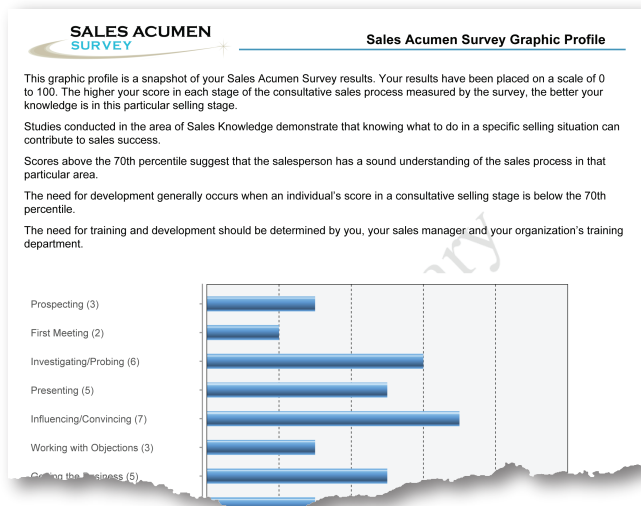 SALES ACUMEN
SURVEY
Sales Acumen Survey Graphic Profile
This graphic profile is a snapshot of your Sales Acumen Survey results. Your results have been placed on a scale of 0
to 100. The higher your score in each stage of the consultative sales process measured by the survey, the better your
knowledge is in this particular selling stage.
Studies conducted in the area of Sales Knowledge demonstrate that knowing what to do in a specific selling situation can
contribute to sales success.
Scores above the 70th percentile suggest that the salesperson has a sound understanding of the sales process in that
particular area.
The need for development generally occurs when an individual's score in a consultative selling stage is below the 70th
percentile.
The need for training and development should be determined by you, your sales manager and your organization's training
department.
Prospecting (3)
First Meeting (2)
Investigating/Probing (6)
Presenting (5)
Influencing/Convincing (7)
Working with Objections (3)
the (5)